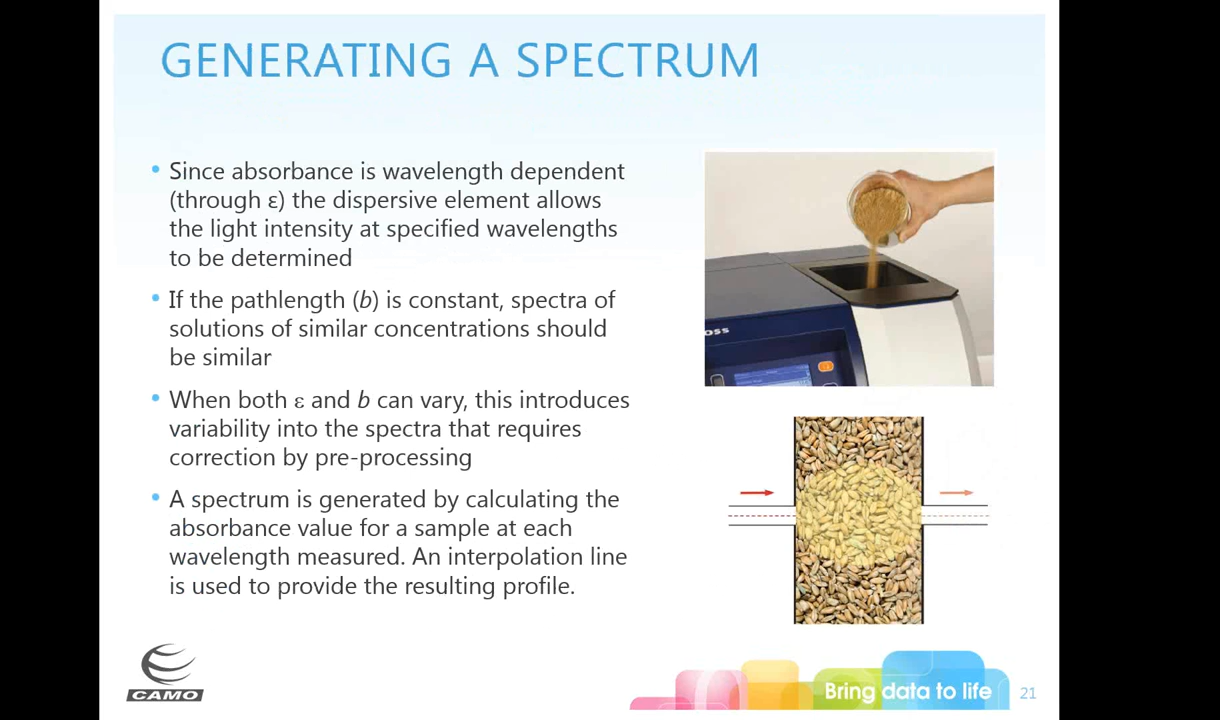 GENERATING A SPECTRUM
• Since absorbance is wavelength dependent
(through ε) the dispersive element allows
the light intensity at specified wavelengths
to be determined
• If the pathlength (b) is constant, spectra of
solutions of similar concentrations should
be similar
• When both ε and b can vary, this introduces
variability into the spectra that requires
correction by pre-processing
• A spectrum is generated by calculating the
absorbance value for a sample at each
wavelength measured. An interpolation line
is used to provide the resulting profile.
oss
CAMO
Bring data to life
21